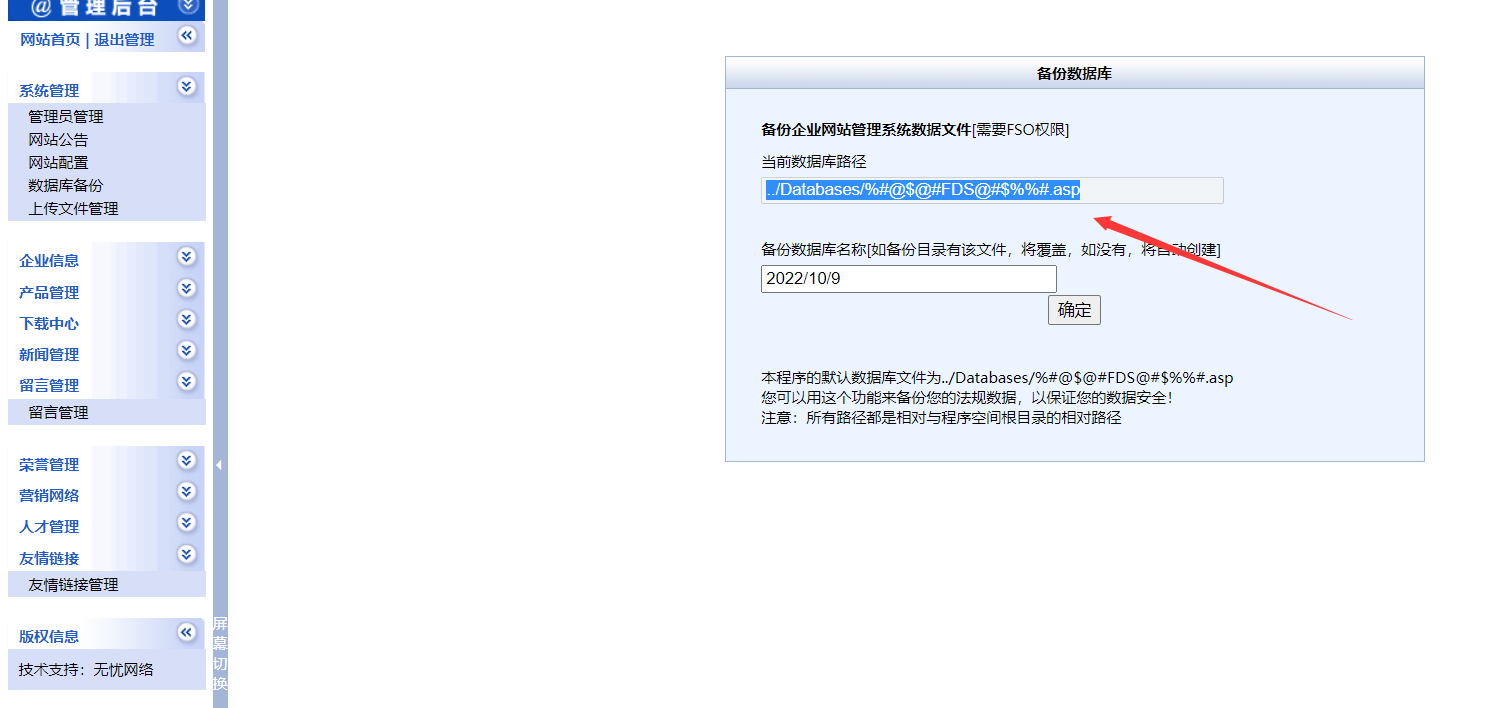 @管理后台
网站首页 | 退出管理
系统管理
管理员管理
网站公告
网站配置
数据库备份
上传文件管理
企业信息
产品管理
下载中心
新闻管理
留言管理
留言管理
荣誉管理
营销网络
人才管理
友情链接
友情链接管理
版权信息
技术支持：无忧网络
屏幕切换
备份数据库
备份企业网站管理系统数据文件[需要FSO权限]
当前数据库路径
../Databases/%#@$@#FDS@#$%%#.asp
备份数据库名称[如备份目录有该文件，将覆盖，如没有，将自动创建]
2022/10/9
确定
本程序的默认数据库文件为../Databases/%#@$@#FDS@#$%%#.asp
您可以用这个功能来备份您的法规数据，以保证您的数据安全！
注意：所有路径都是相对与程序空间根目录的相对路径